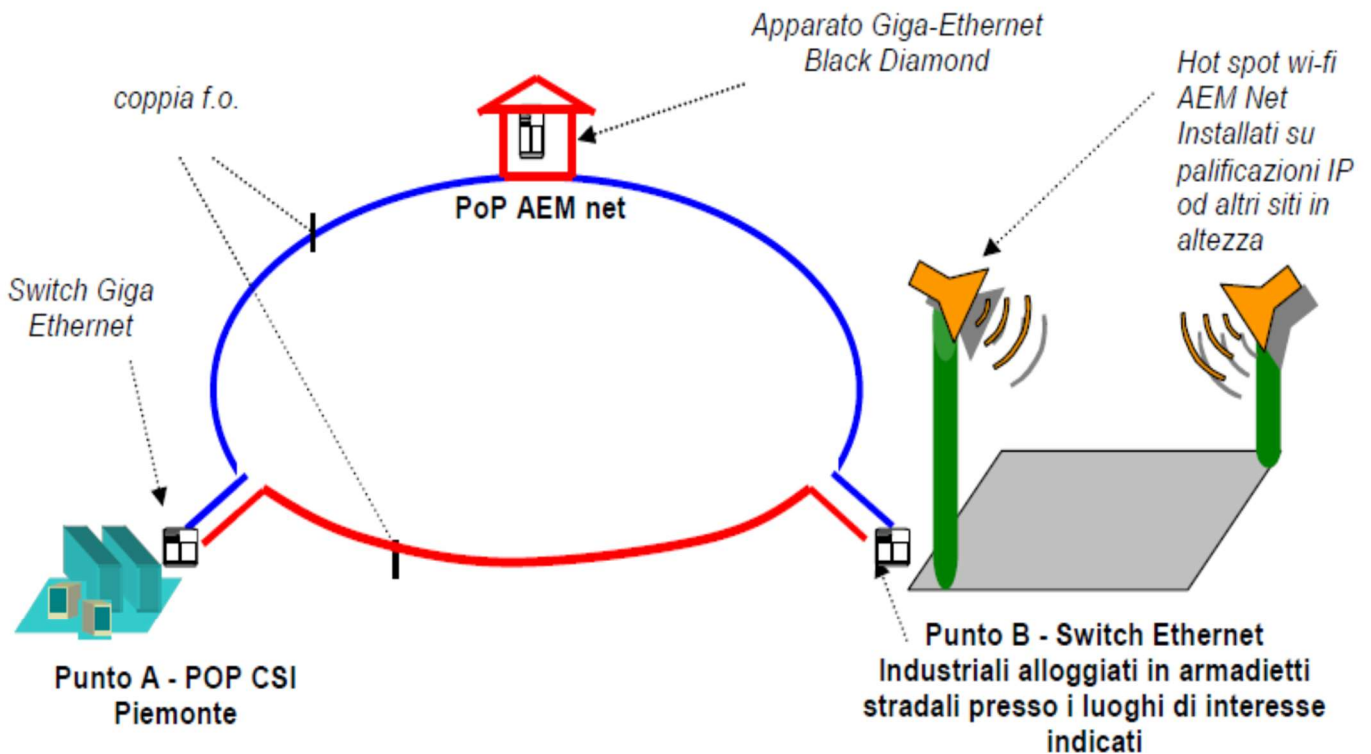 Apparato Giga-Ethernet
Black Diamond
Hot spot wi-fi
AEM Net
Installati su
palificazioni IP
od altri siti in
altezza
coppia f.o.
PoP AEM net
Switch Giga
Ethernet
Punto A - POP CSI
Piemonte
Punto B - Switch Ethernet
Industriali alloggiati in armadietti
stradali presso i luoghi di interesse
indicati